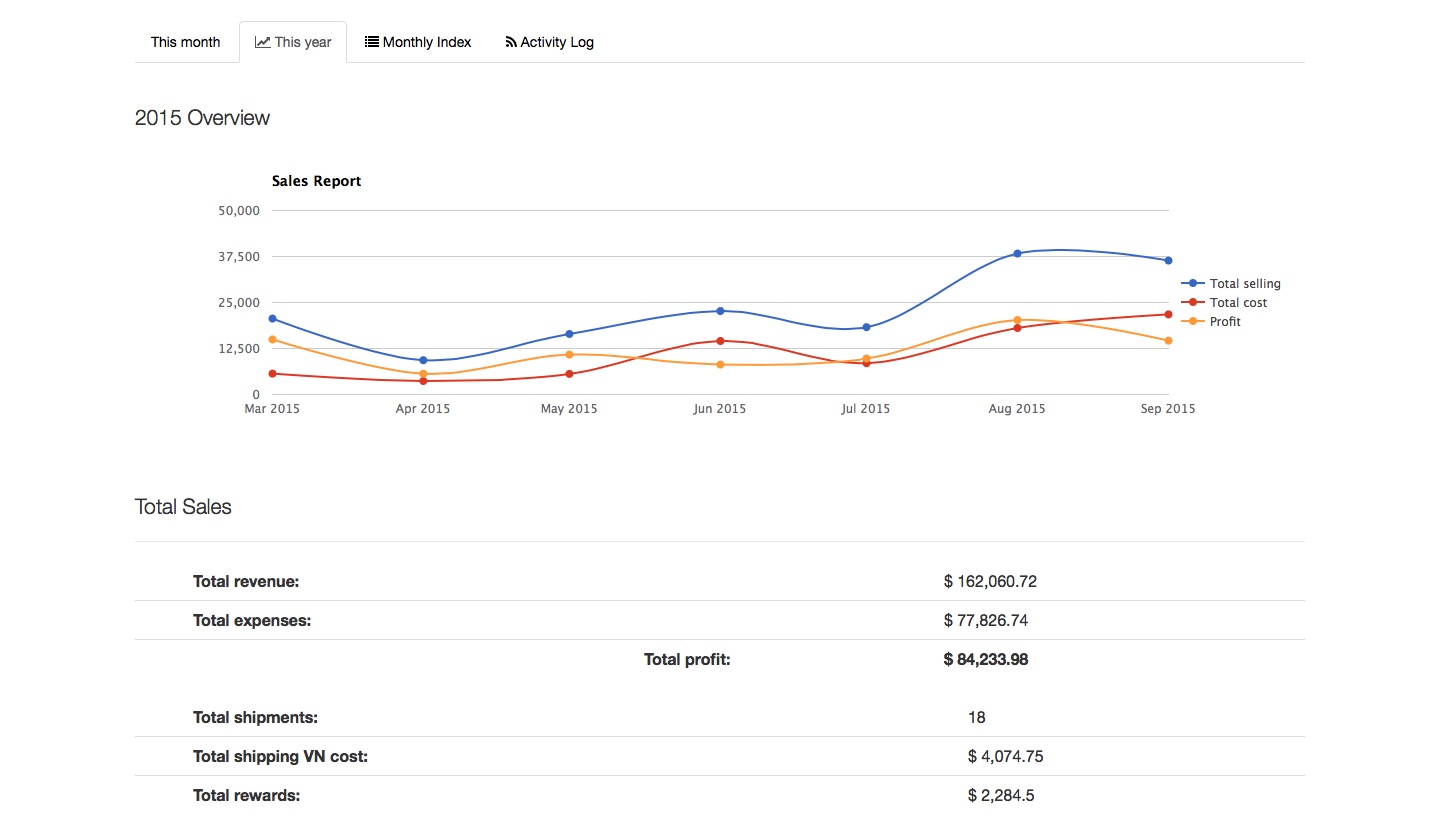 This month This year Monthly Index Activity Log
2015 Overview
Sales Report
50,000
37,500
25,000
12,500
0
Mar 2015 Apr 2015 May 2015 Jun 2015 Jul 2015 Aug 2015 Sep 2015
Total selling
Total cost
Profit
Total Sales
Total revenue: $ 162,060.72
Total expenses: $ 77,826.74
Total profit: $ 84,233.98
Total shipments: 18
Total shipping VN cost: $ 4,074.75
Total rewards: $ 2,284.5